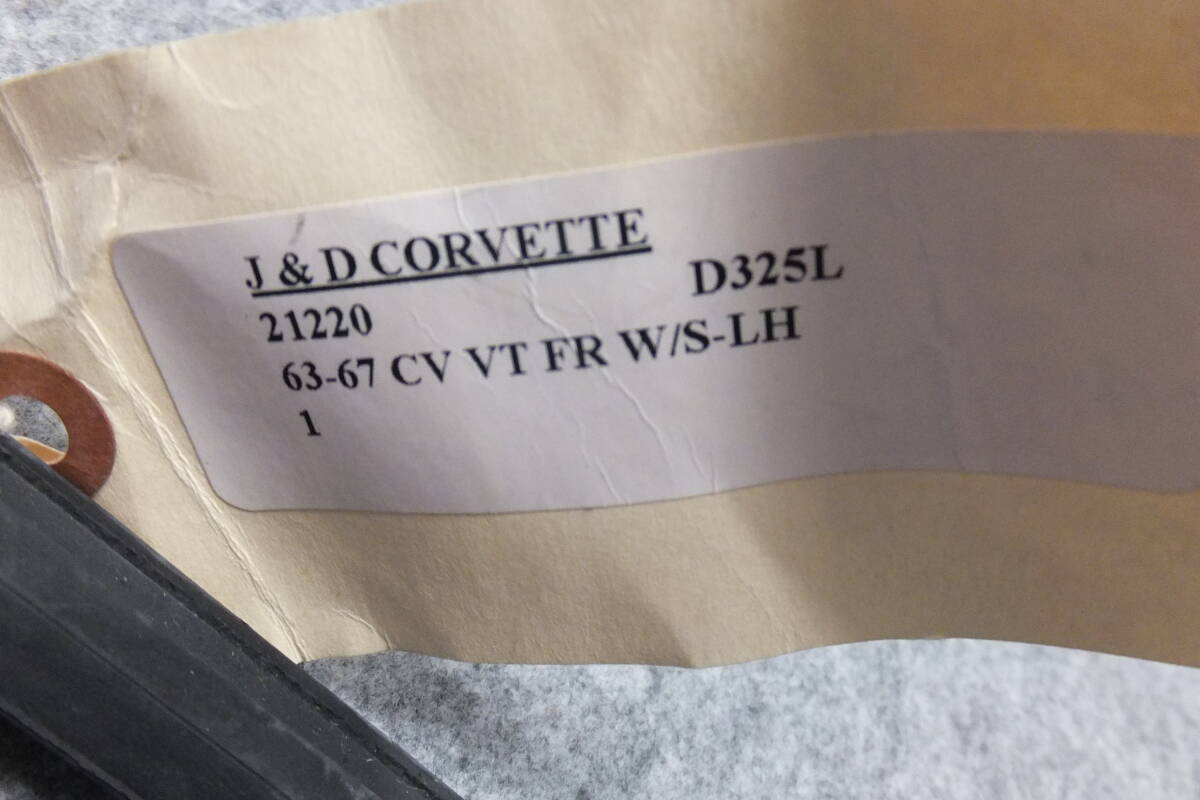 J & D CORVETTE
21220 D325L
63-67 CV VT FR W/S-LH
1